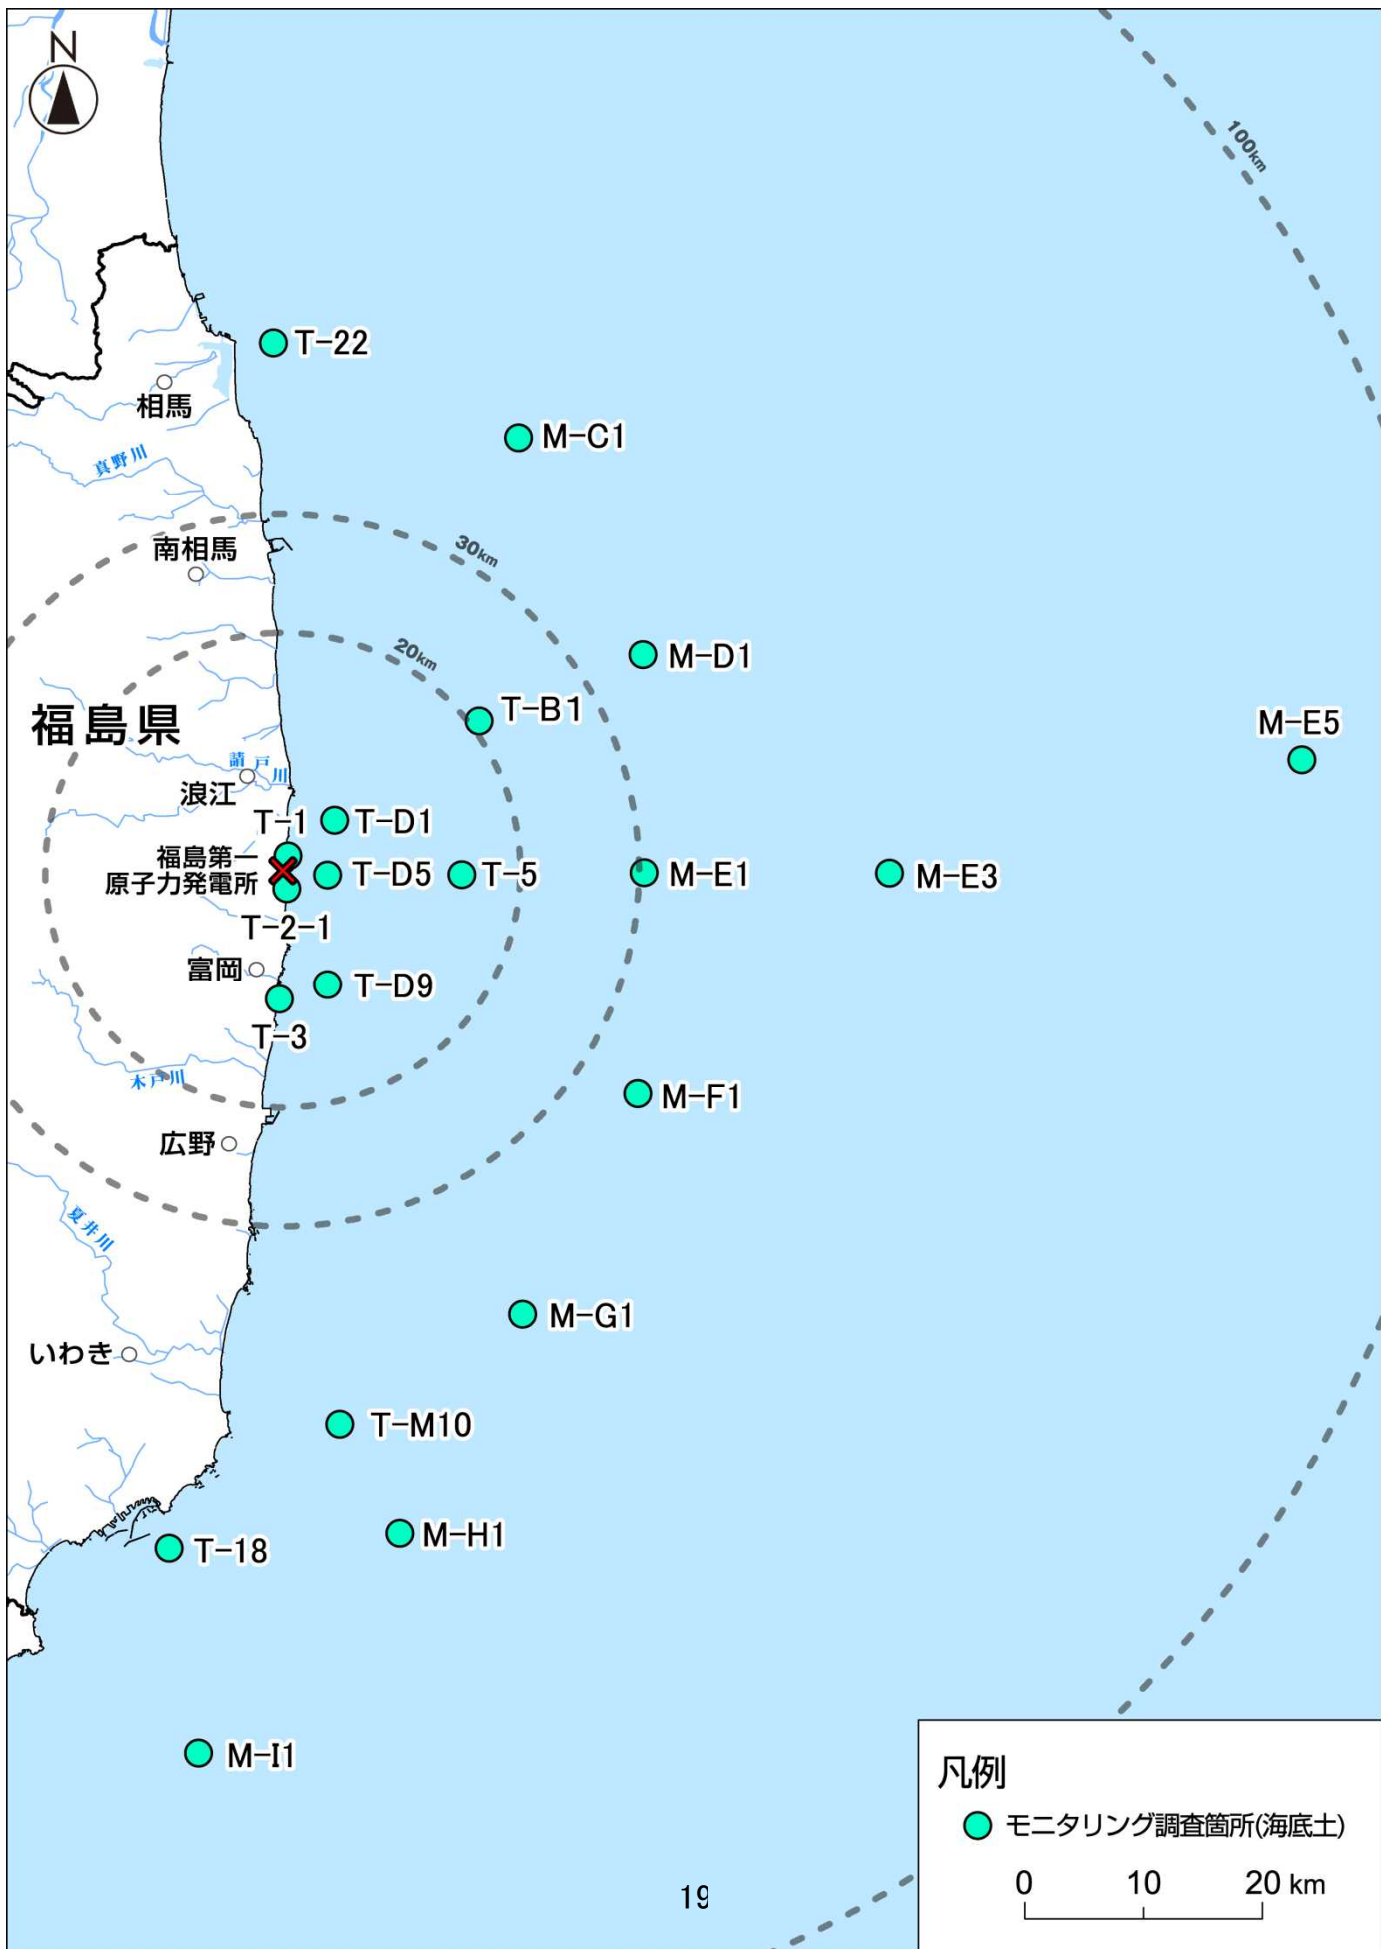 N
100km
T-22
相馬
M-C1
真野川
30km
南相馬
20km
M-D1
T-B1
福島県
M-E5
請戸川
浪江
T-1
T-D1
福島第一
原子力発電所
T-D5
T-5
M-E1
M-E3
T-2-1
富岡
T-D9
T-3
木戸川
M-F1
広野
夏井川
M-G1
いわき
T-M10
M-H1
T-18
M-I1
凡例
モニタリング調査箇所(海底土)
0 10 20 km
19